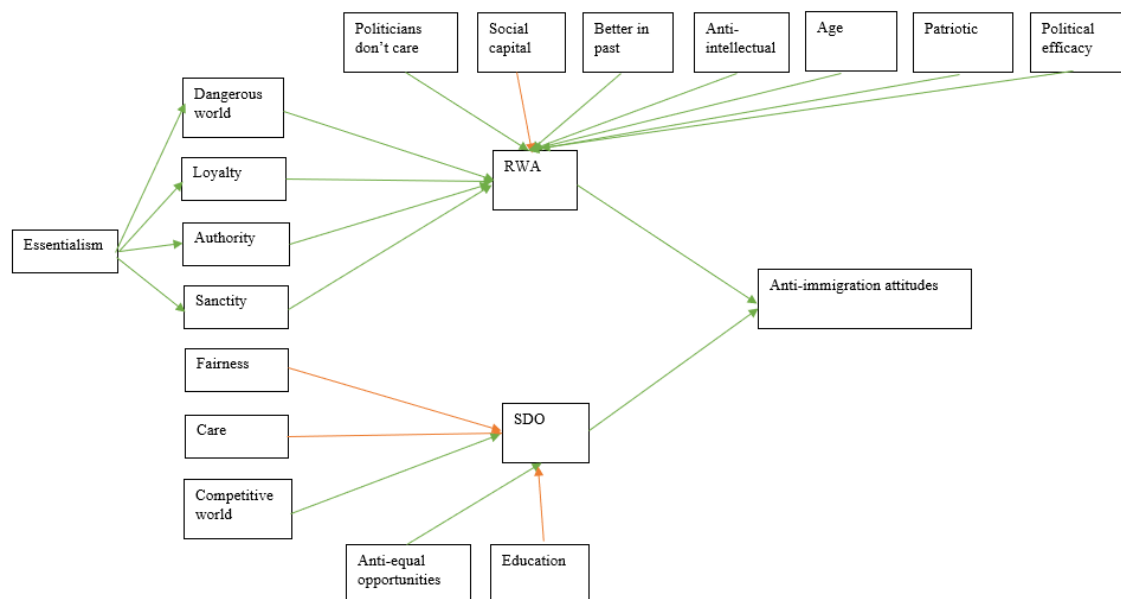 Politicians
don't care
Social
capital
Better in
past
Anti-
intellectual
Age
Patriotic
Political
efficacy
Dangerous
world
Loyalty
RWA
Essentialism
Authority
Sanctity
Anti-immigration attitudes
Fairness
Care
SDO
Competitive
world
Anti-equal
opportunities
Education